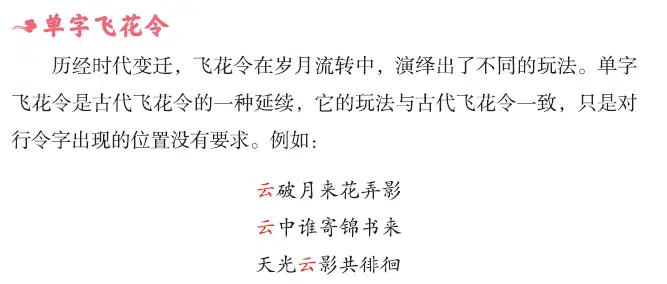 单字飞花令
历经时代变迁，飞花令在岁月流转中，演绎出了不同的玩法。单字
飞花令是古代飞花令的一种延续，它的玩法与古代飞花令一致，只是对
行令字出现的位置没有要求。例如：
云破月来花弄影
云中谁寄锦书来
天光云影共徘徊